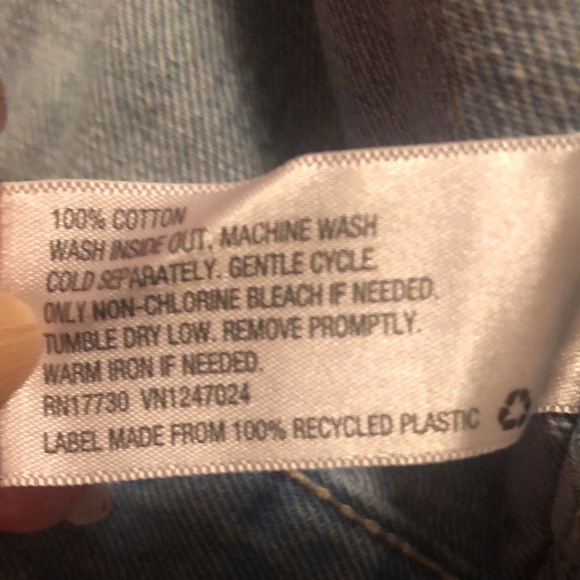 100% COTTON
WASH INSIDE OUT. MACHINE WASH
COLD SEPARATELY. GENTLE CYCLE.
ONLY NON-CHLORINE BLEACH IF NEEDED.
TUMBLE DRY LOW. REMOVE PROMPTLY.
WARM IRON IF NEEDED.
RN17730 VN1247024
LABEL MADE FROM 100% RECYCLED PLASTIC